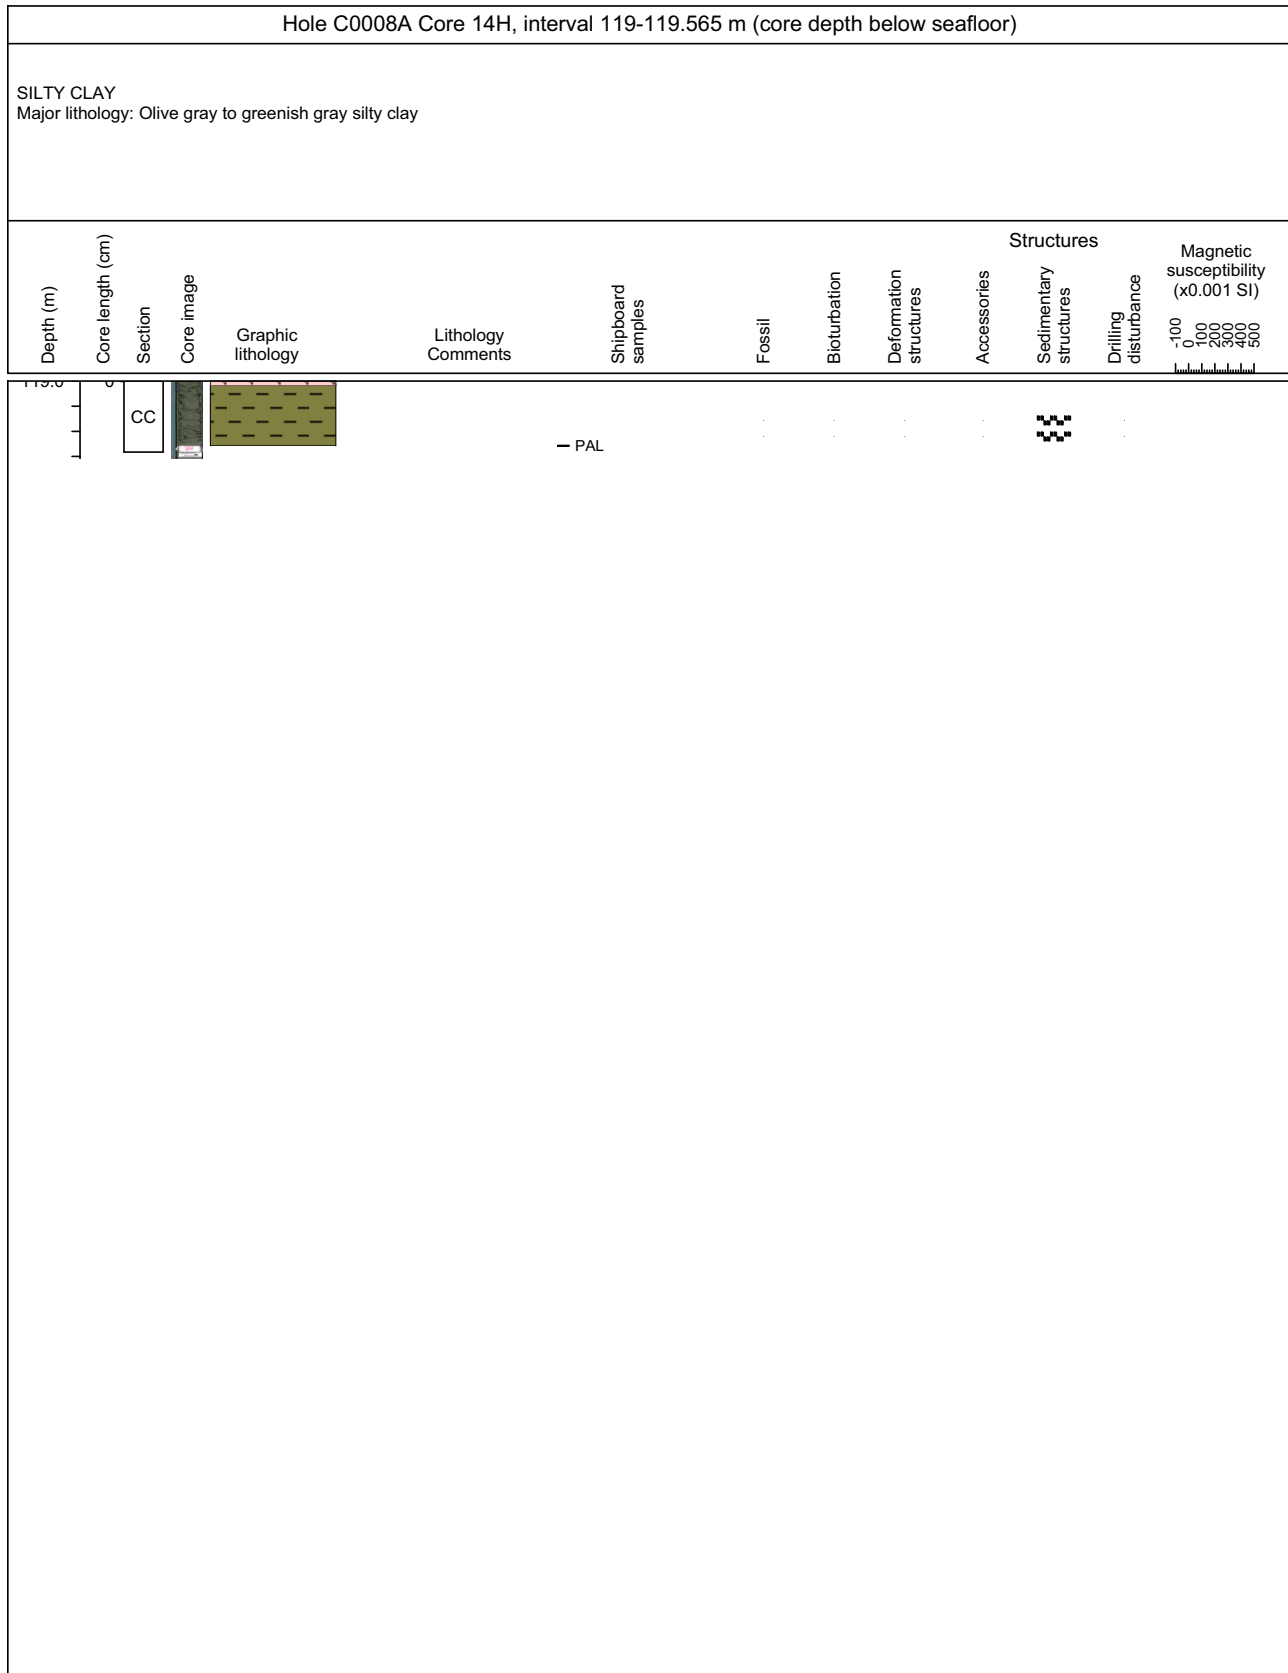 Hole C0008A Core 14H, interval 119-119.565 m (core depth below seafloor)
SILTY CLAY
Major lithology: Olive gray to greenish gray silty clay
Depth (m)
Core length (cm)
Section
Core image
Graphic
lithology
Lithology
Comments
Shipboard
samples
Fossil
Bioturbation
Deformation
structures
Accessories
Structures
Sedimentary
structures
Drilling
disturbance
Magnetic
susceptibility
(x0.001 SI)
-100
0
100
200
300
400
500
119.0
0
CC
PAL